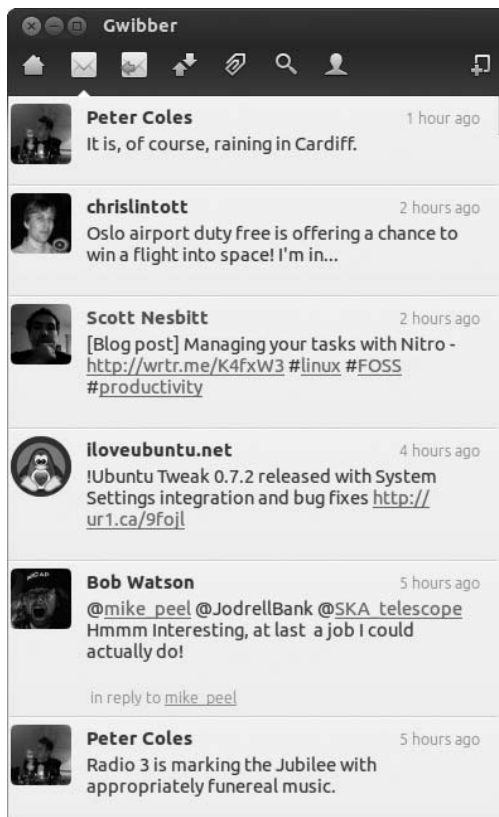 Gwibber
Peter Coles 1 hour ago
It is, of course, raining in Cardiff.
chrislintott 2 hours ago
Oslo airport duty free is offering a chance to
win a flight into space! I'm in...
Scott Nesbitt 2 hours ago
[Blog post] Managing your tasks with Nitro -
http://wrtr.me/K4fxW3 #linux #FOSS
#productivity
iloveubuntu.net 4 hours ago
!Ubuntu Tweak 0.7.2 released with System
Settings integration and bug fixes http://
ur1.ca/9fojl
Bob Watson 5 hours ago
@mike_peel @JodrellBank @SKA_telescope
Hmmm Interesting, at last  a job I could
actually do!
in reply to mike_peel
Peter Coles 5 hours ago
Radio 3 is marking the Jubilee with
appropriately funereal music.